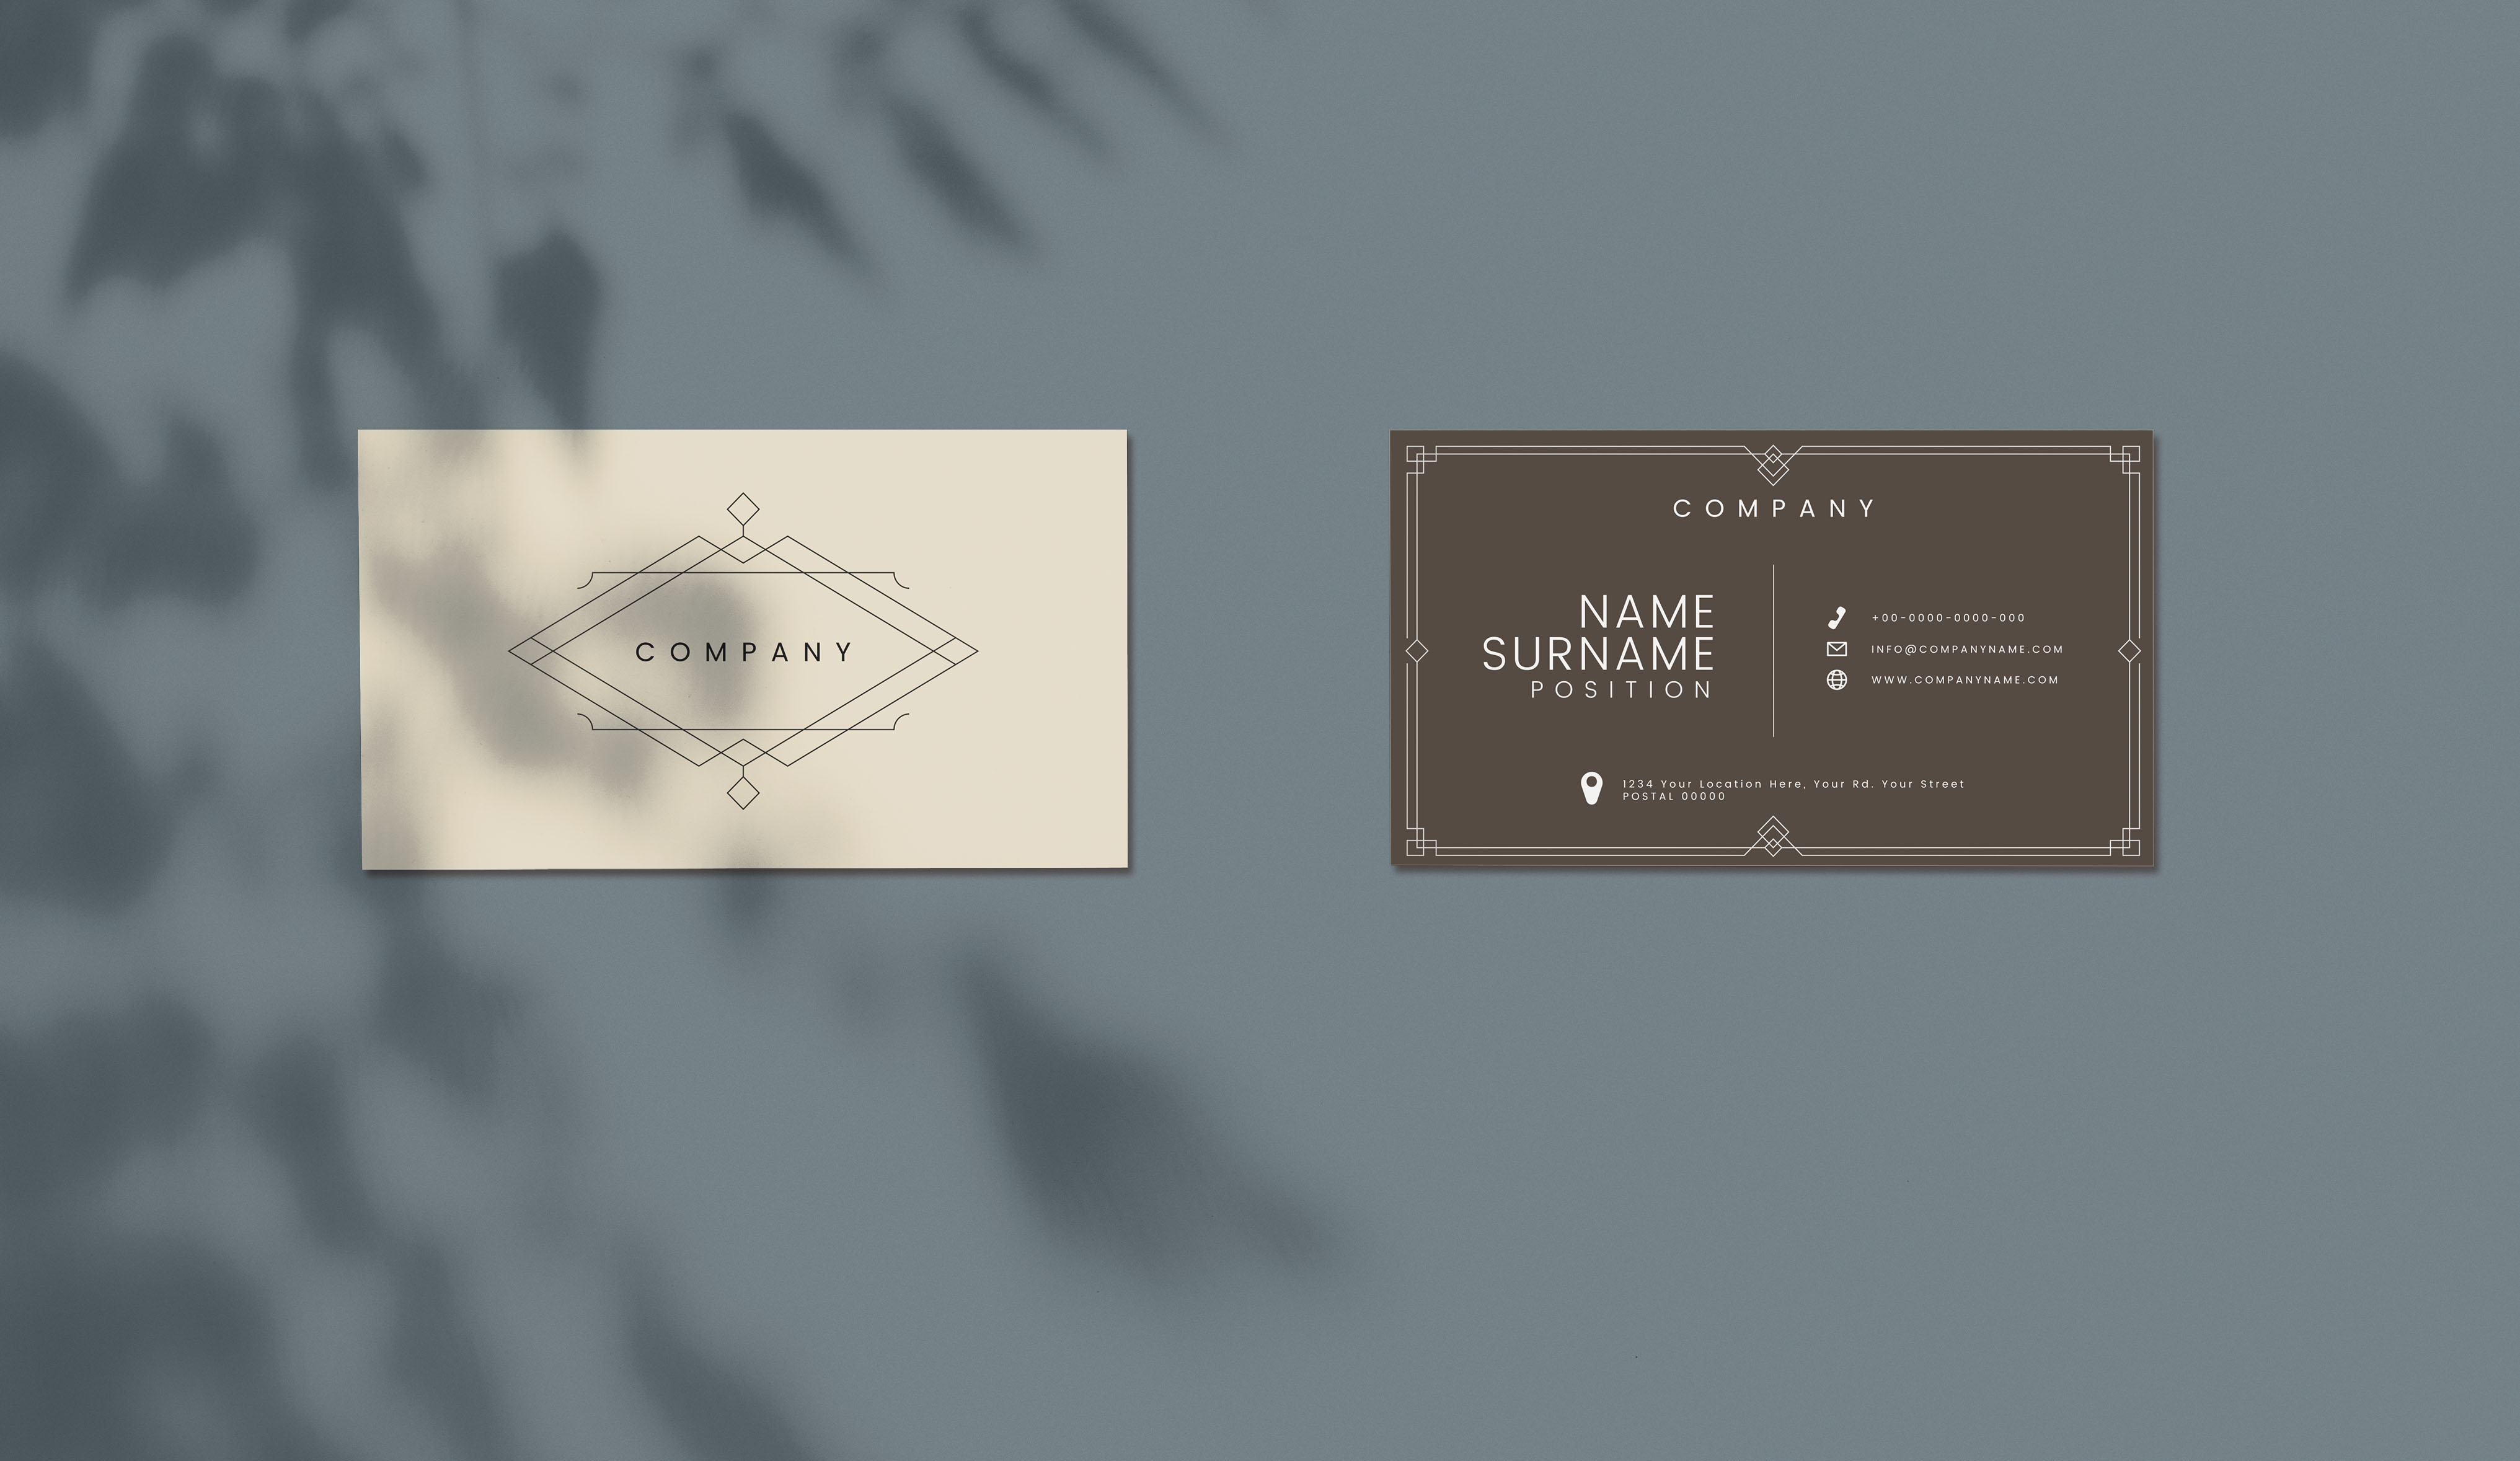 COMPANY
COMPANY
NAME
SURNAME
POSITION
+00-0000-0000-000
INFO@COMPANYNAME.COM
WWW.COMPANYNAME.COM
1234 Your Location Here, Your Rd. Your Street
POSTAL 00000